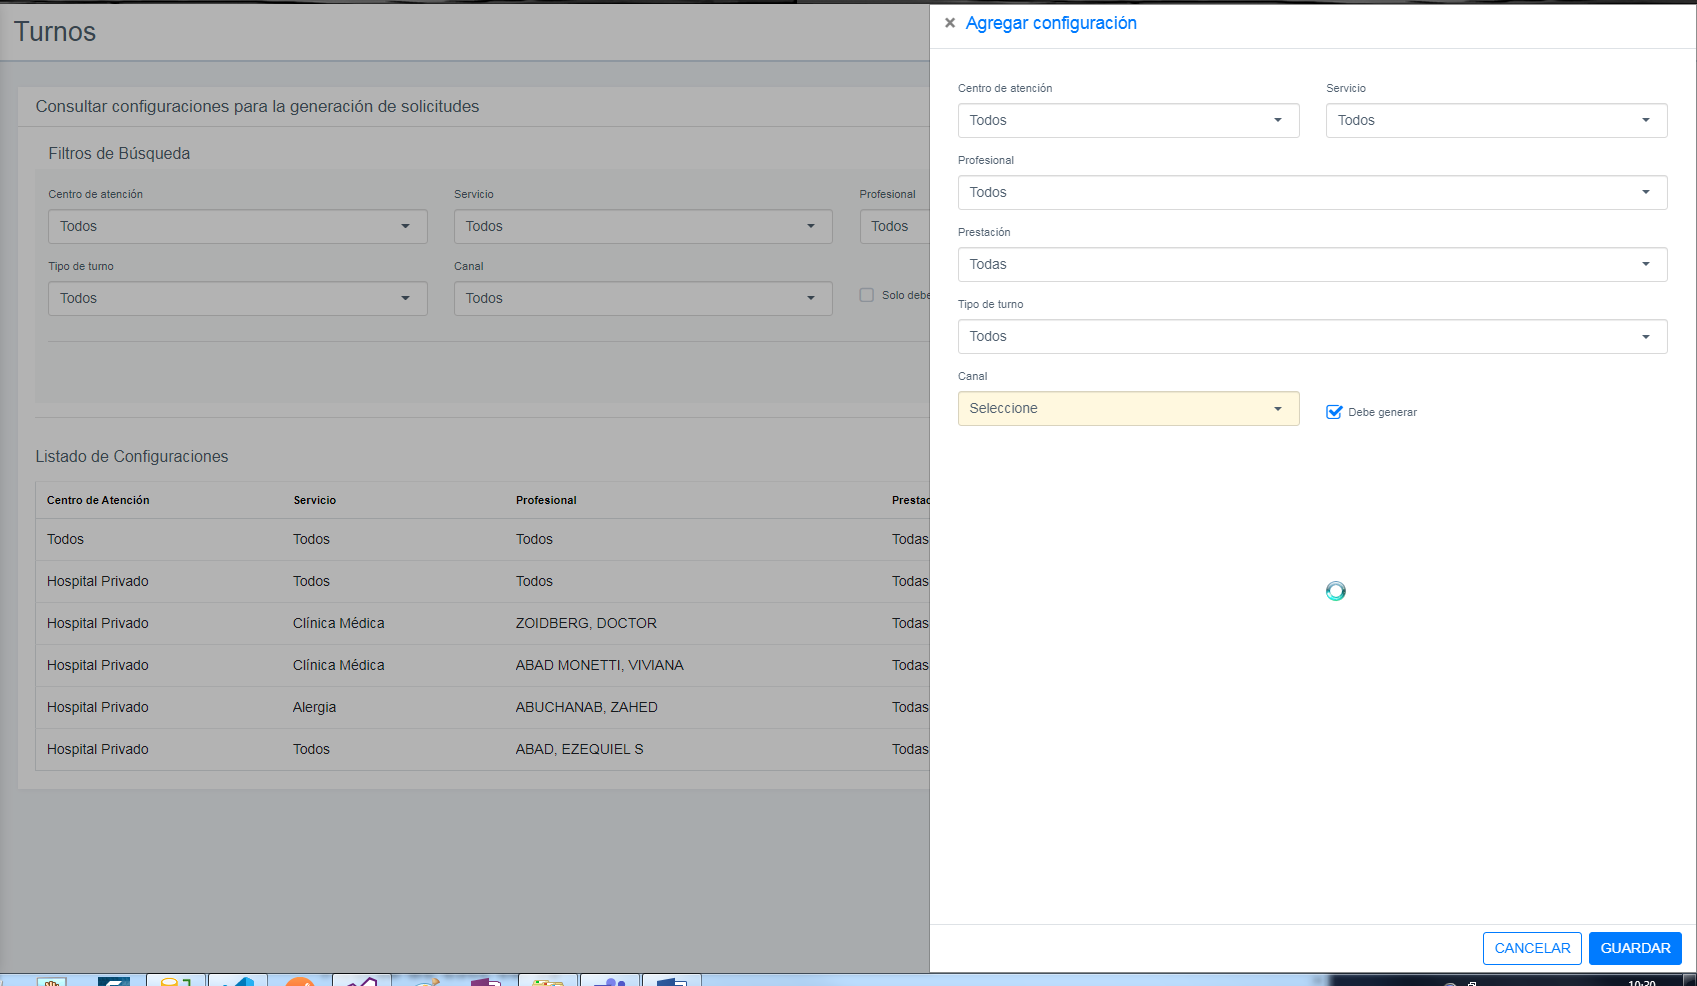 Turnos
Consultar configuraciones para la generación de solicitudes
Filtros de Búsqueda
Centro de atención Servicio Profesional
Todos Todos Todos
Tipo de turno Canal
Todos Todos Solo debe
Listado de Configuraciones
Centro de Atención Servicio Profesional Prestac
Todos Todos Todos Todas
Hospital Privado Todos Todos Todas
Hospital Privado Clínica Médica ZOIDBERG, DOCTOR Todas
Hospital Privado Clínica Médica ABAD MONETTI, VIVIANA Todas
Hospital Privado Alergia ABUCHANAB, ZAHED Todas
Hospital Privado Todos ABAD, EZEQUIEL S Todas
× Agregar configuración
Centro de atención Servicio
Todos Todos
Profesional
Todos
Prestación
Todas
Tipo de turno
Todos
Canal
Seleccione Debe generar
CANCELAR GUARDAR